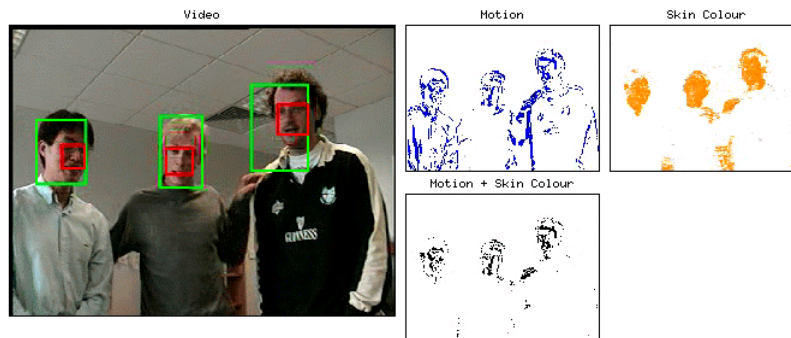 Video
Motion
Skin Colour
GUINNESS
Motion + Skin Colour